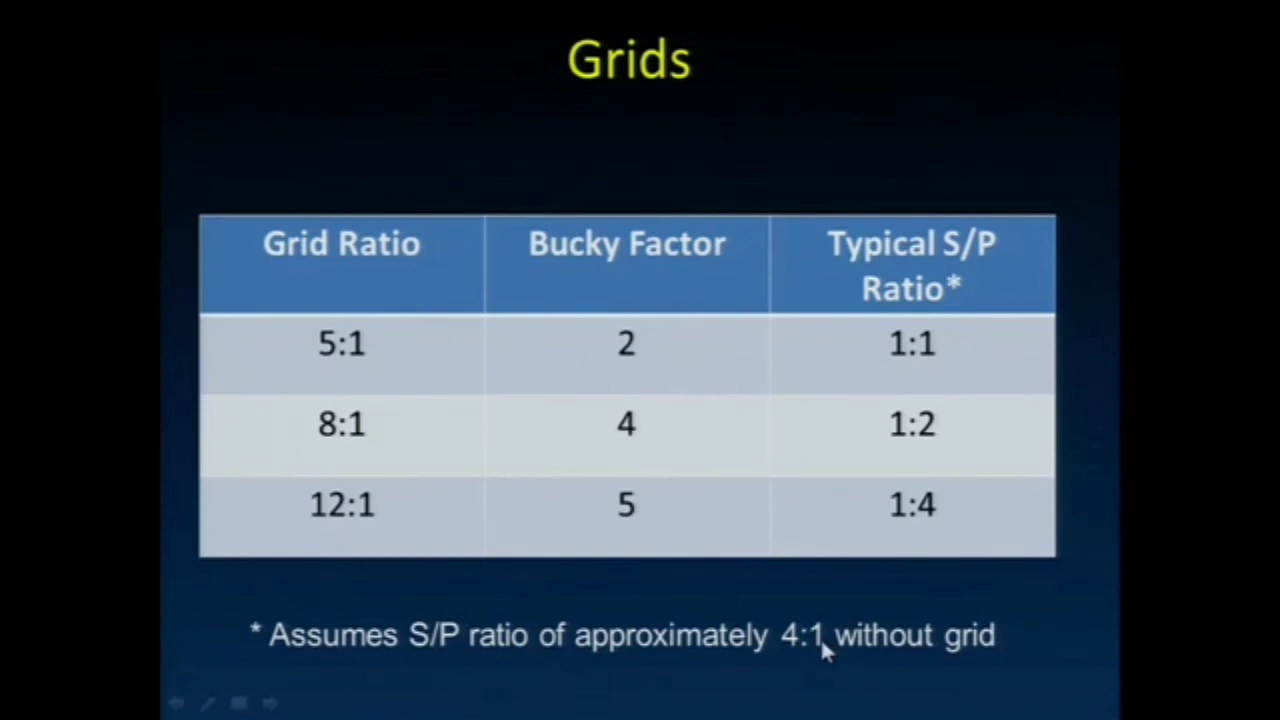 Grids
Grid Ratio
Bucky Factor
Typical S/P
Ratio*
5:1
2
1:1
8:1
4
1:2
12:1
5
1:4
* Assumes S/P ratio of approximately 4:1 without grid